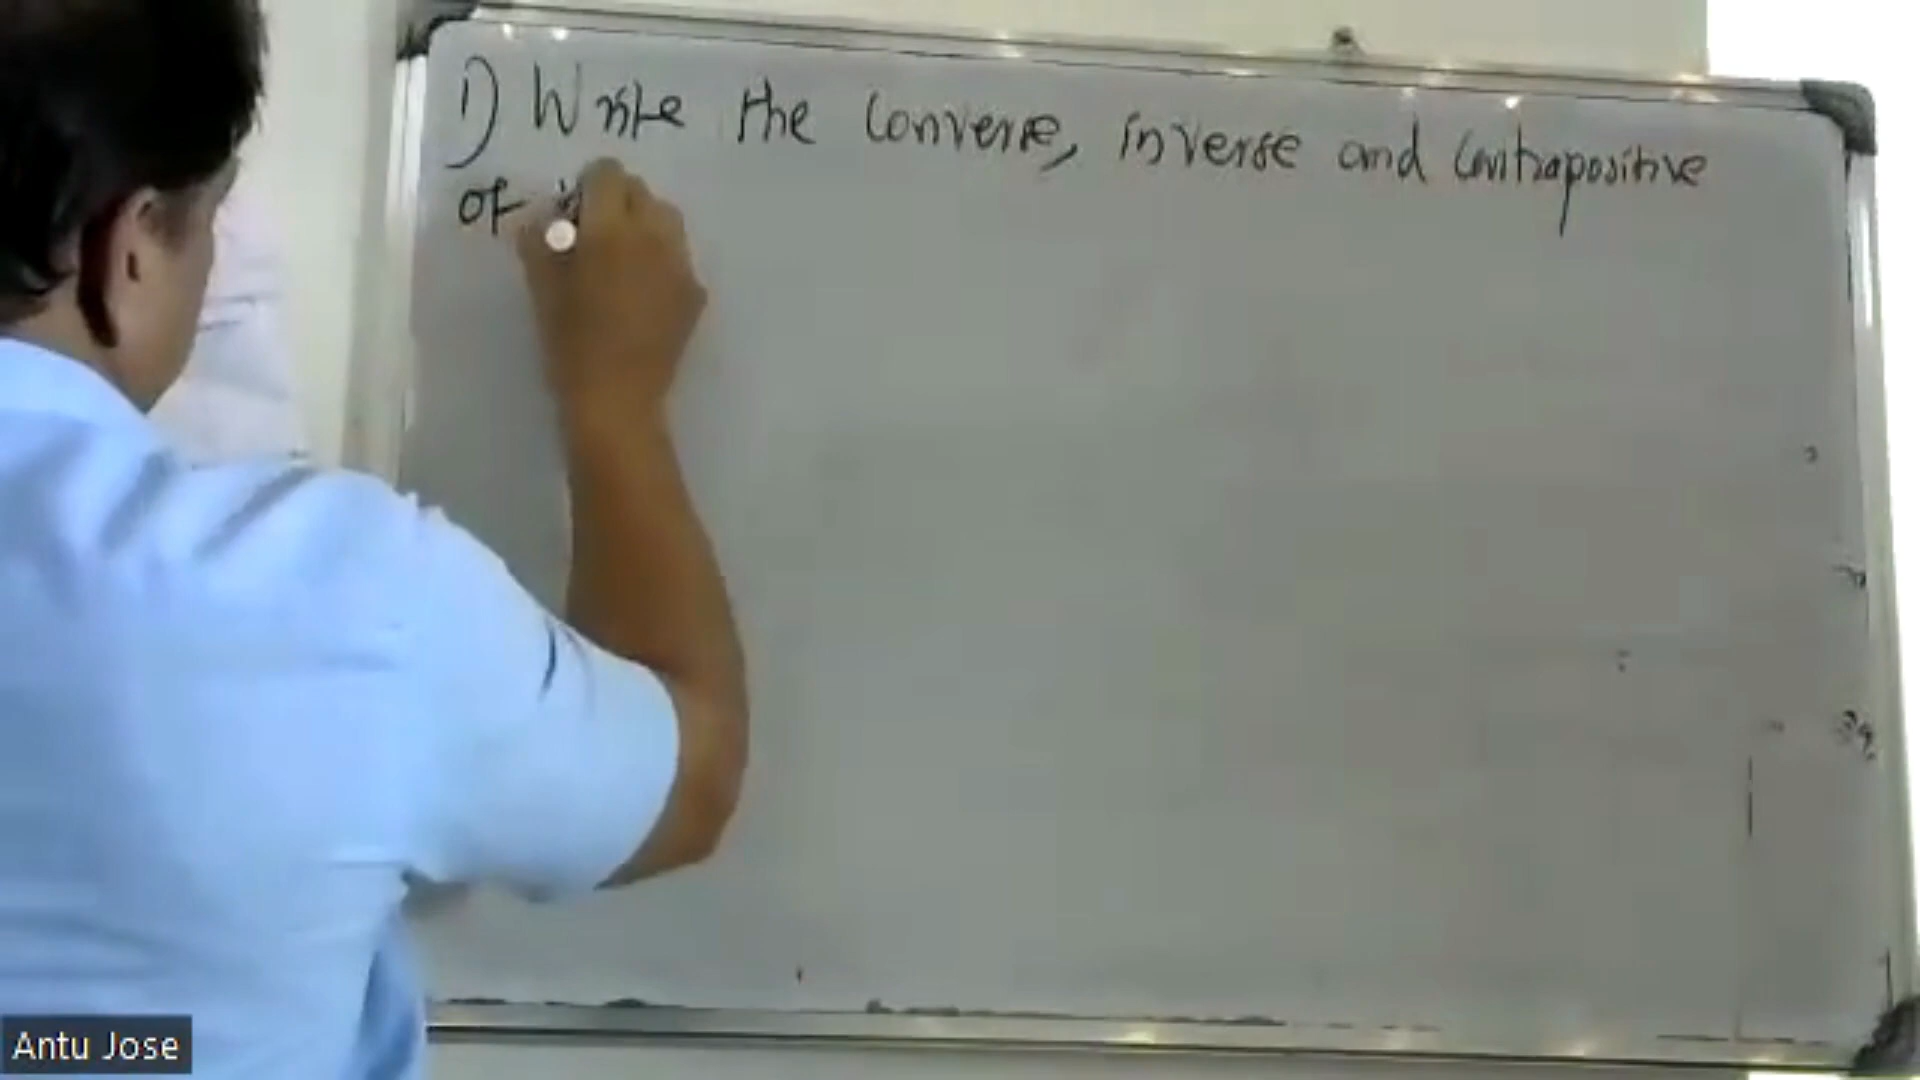 1) Write the converse, inverse and contrapositive
of
Antu Jose